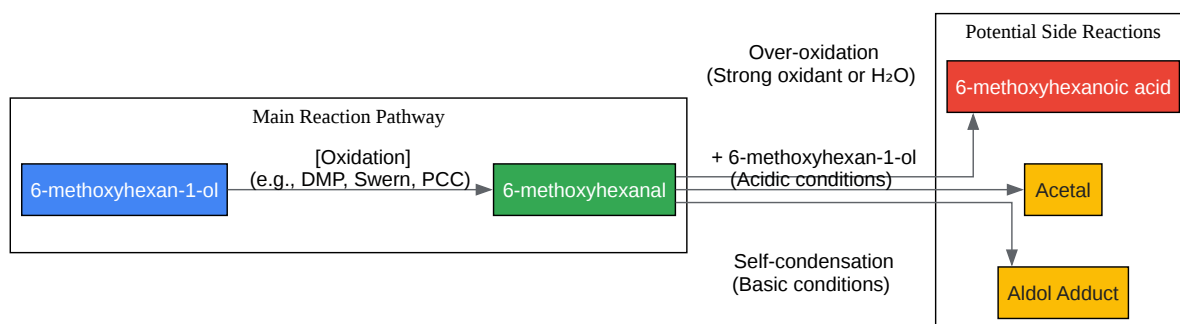 Potential Side Reactions
Over-oxidation
(Strong oxidant or H₂O)
6-methoxyhexanoic acid
Main Reaction Pathway
[Oxidation]
(e.g., DMP, Swern, PCC)
6-methoxyhexan-1-ol
6-methoxyhexanal
+ 6-methoxyhexan-1-ol
(Acidic conditions)
Acetal
Self-condensation
(Basic conditions)
Aldol Adduct